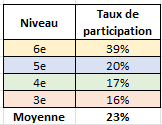 Niveau Taux de participation
6e 39%
5e 20%
4e 17%
3e 16%
Moyenne 23%